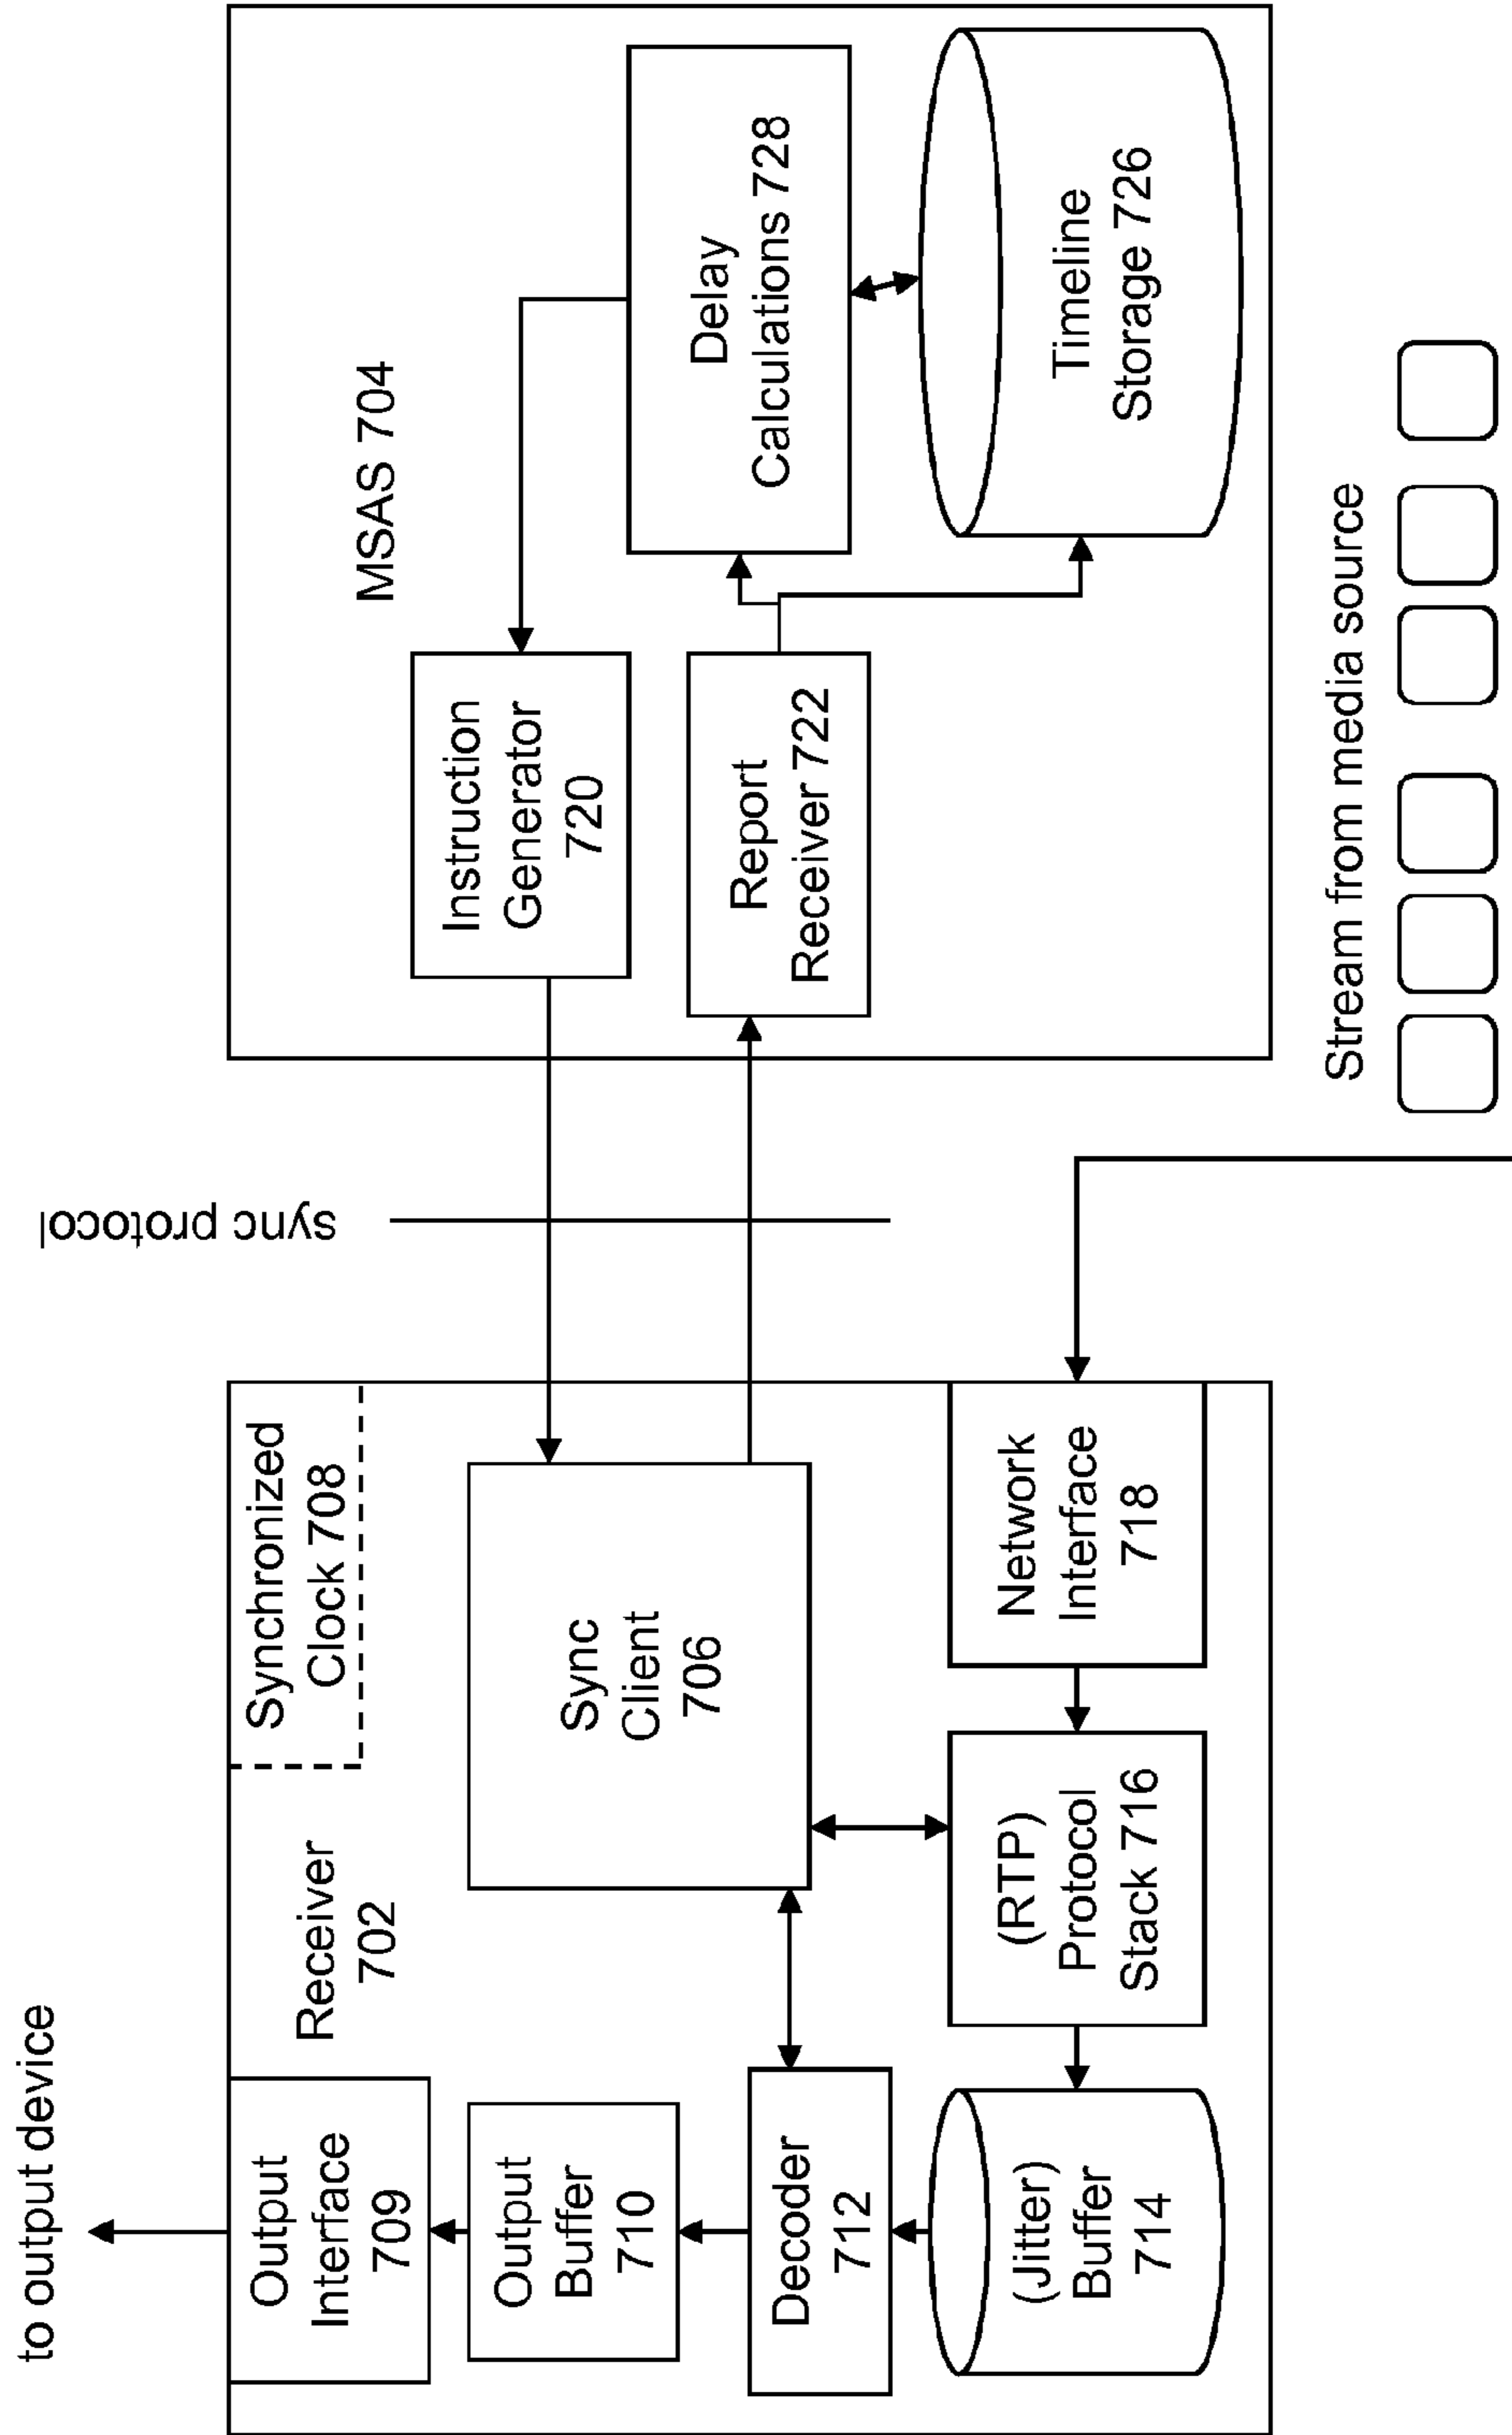 to output device
Output
Interface
709
Receiver
702
Synchronized
Clock 708
Output
Buffer
710
Sync
Client
706
Decoder
712
(Jitter)
Buffer
714
(RTP)
Protocol
Stack 716
Network
Interface
718
sync protocol
MSAS 704
Instruction
Generator
720
Report
Receiver 722
Delay
Calculations 728
Timeline
Storage 726
Stream from media source